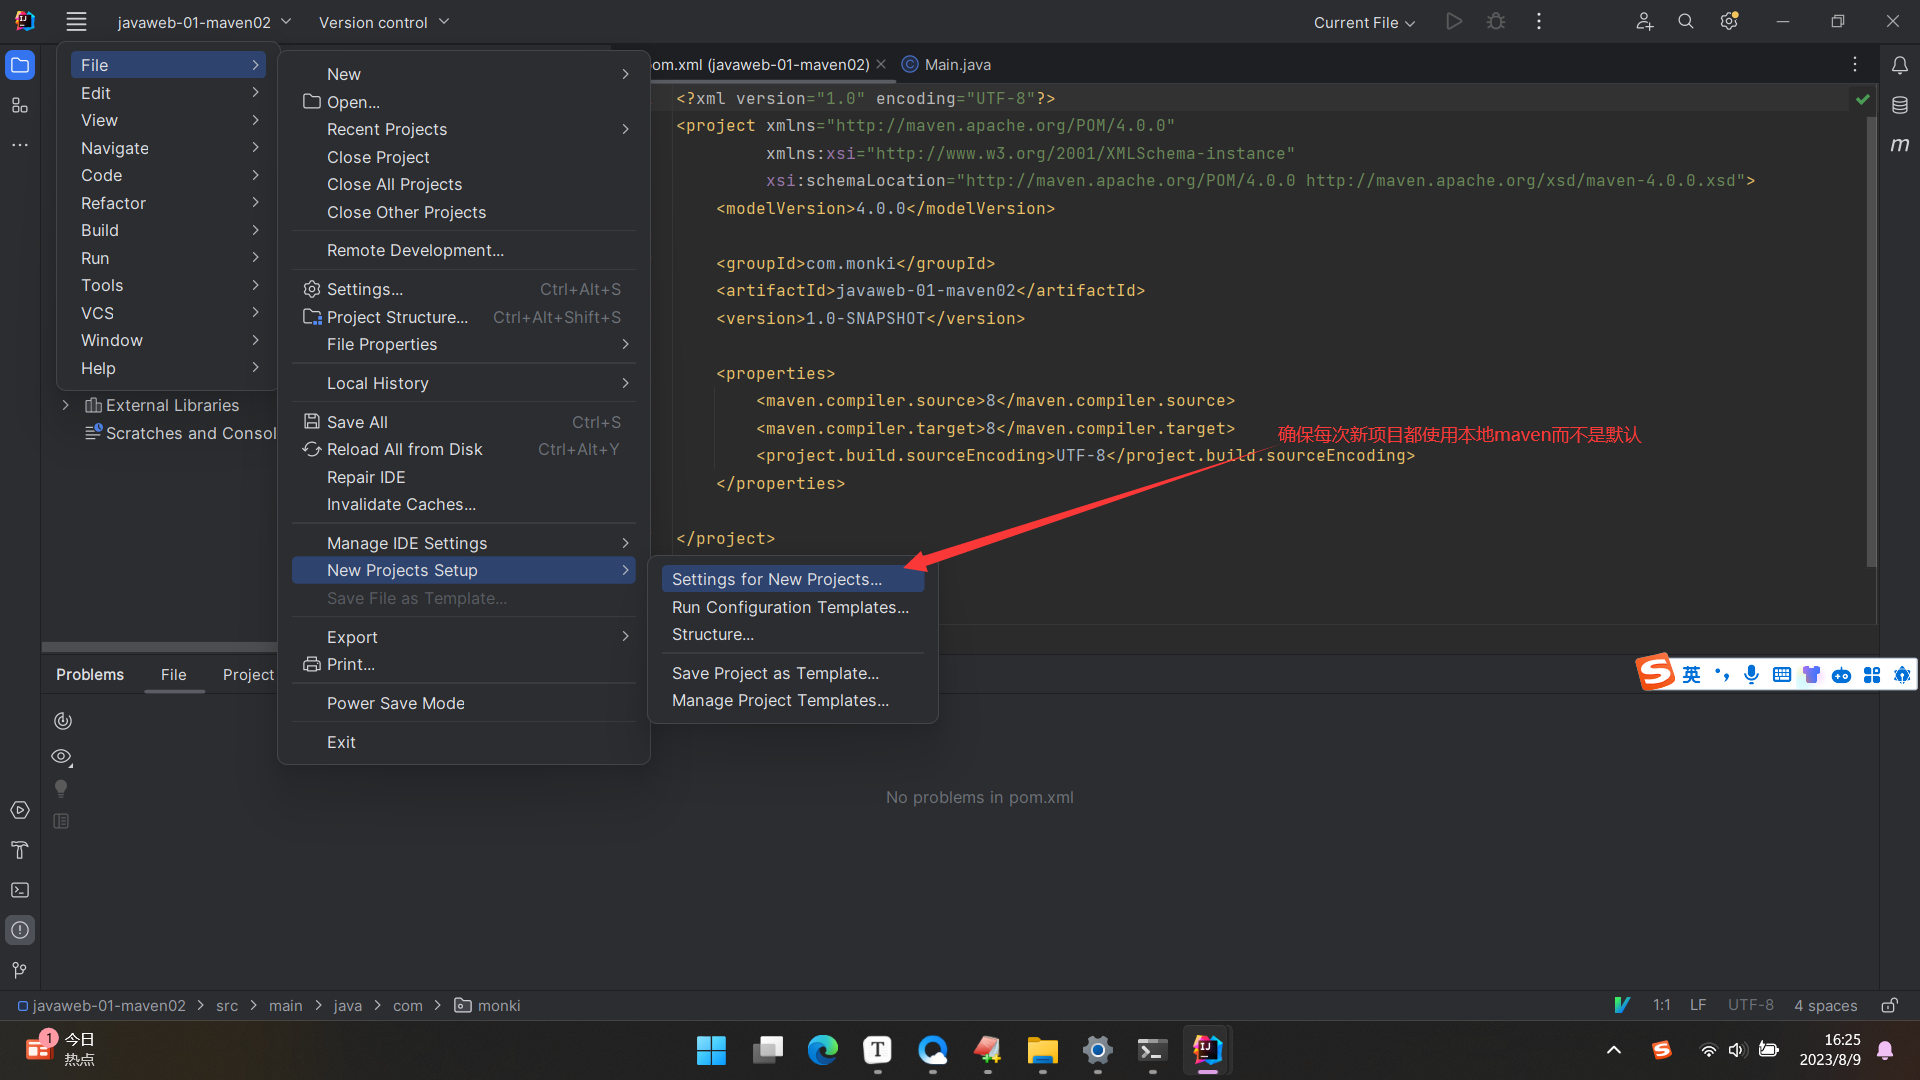 javaweb-01-maven02
Version control
Current File
File
Edit
View
Navigate
Code
Refactor
Build
Run
Tools
VCS
Window
Help
External Libraries
Scratches and Consol
New
Open...
Recent Projects
Close Project
Close All Projects
Close Other Projects
Remote Development...
Settings... Ctrl+Alt+S
Project Structure... Ctrl+Alt+Shift+S
File Properties
Local History
Save All Ctrl+S
Reload All from Disk Ctrl+Alt+Y
Repair IDE
Invalidate Caches...
Manage IDE Settings
New Projects Setup
Save File as Template...
Export
Print...
Power Save Mode
Exit
Settings for New Projects...
Run Configuration Templates...
Structure...
Save Project as Template...
Manage Project Templates...
om.xml (javaweb-01-maven02)
Main.java
<?xml version="1.0" encoding="UTF-8"?>
<project xmlns="http://maven.apache.org/POM/4.0.0"
xmlns:xsi="http://www.w3.org/2001/XMLSchema-instance"
xsi:schemaLocation="http://maven.apache.org/POM/4.0.0 http://maven.apache.org/xsd/maven-4.0.0.xsd">
<modelVersion>4.0.0</modelVersion>
<groupId>com.monki</groupId>
<artifactId>javaweb-01-maven02</artifactId>
<version>1.0-SNAPSHOT</version>
<properties>
<maven.compiler.source>8</maven.compiler.source>
<maven.compiler.target>8</maven.compiler.target>
<project.build.sourceEncoding>UTF-8</project.build.sourceEncoding>
</properties>
</project>
确保每次新项目都使用本地maven而不是默认
Problems
File
Project
No problems in pom.xml
英
javaweb-01-maven02 > src > main > java > com > monki
1:1
LF
UTF-8
4 spaces
1
今日
热点
16:25
2023/8/9